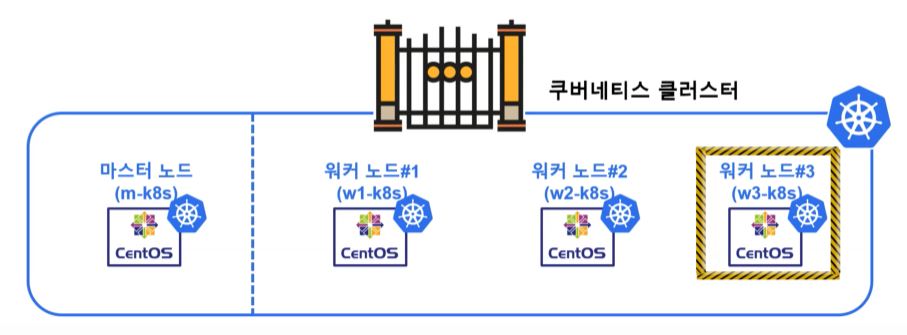 쿠버네티스 클러스터
마스터 노드
(m-k8s)
CentOS
워커 노드#1
(w1-k8s)
CentOS
워커 노드#2
(w2-k8s)
CentOS
워커 노드#3
(w3-k8s)
CentOS